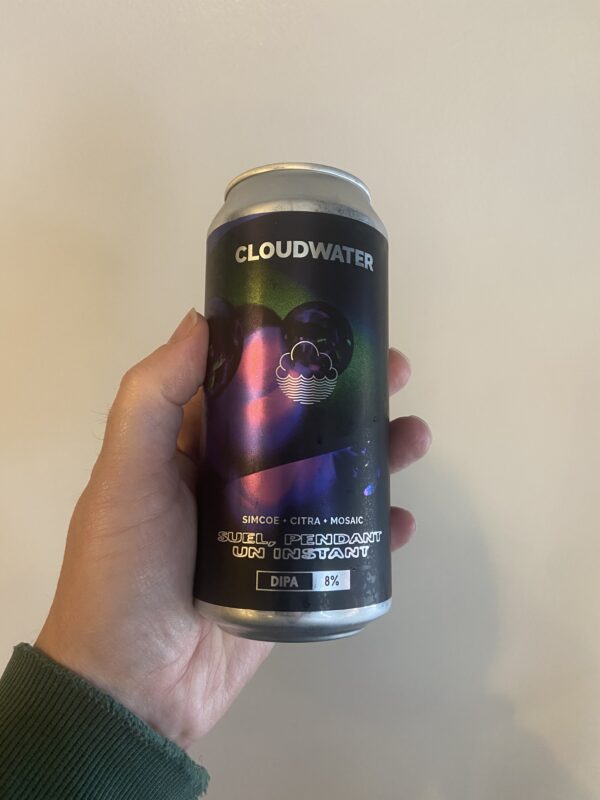 CLOUDWATER
SIMCOE • CITRA • MOSAIC
SUEL, PENDANT
UN INSTANT
DIPA 8%